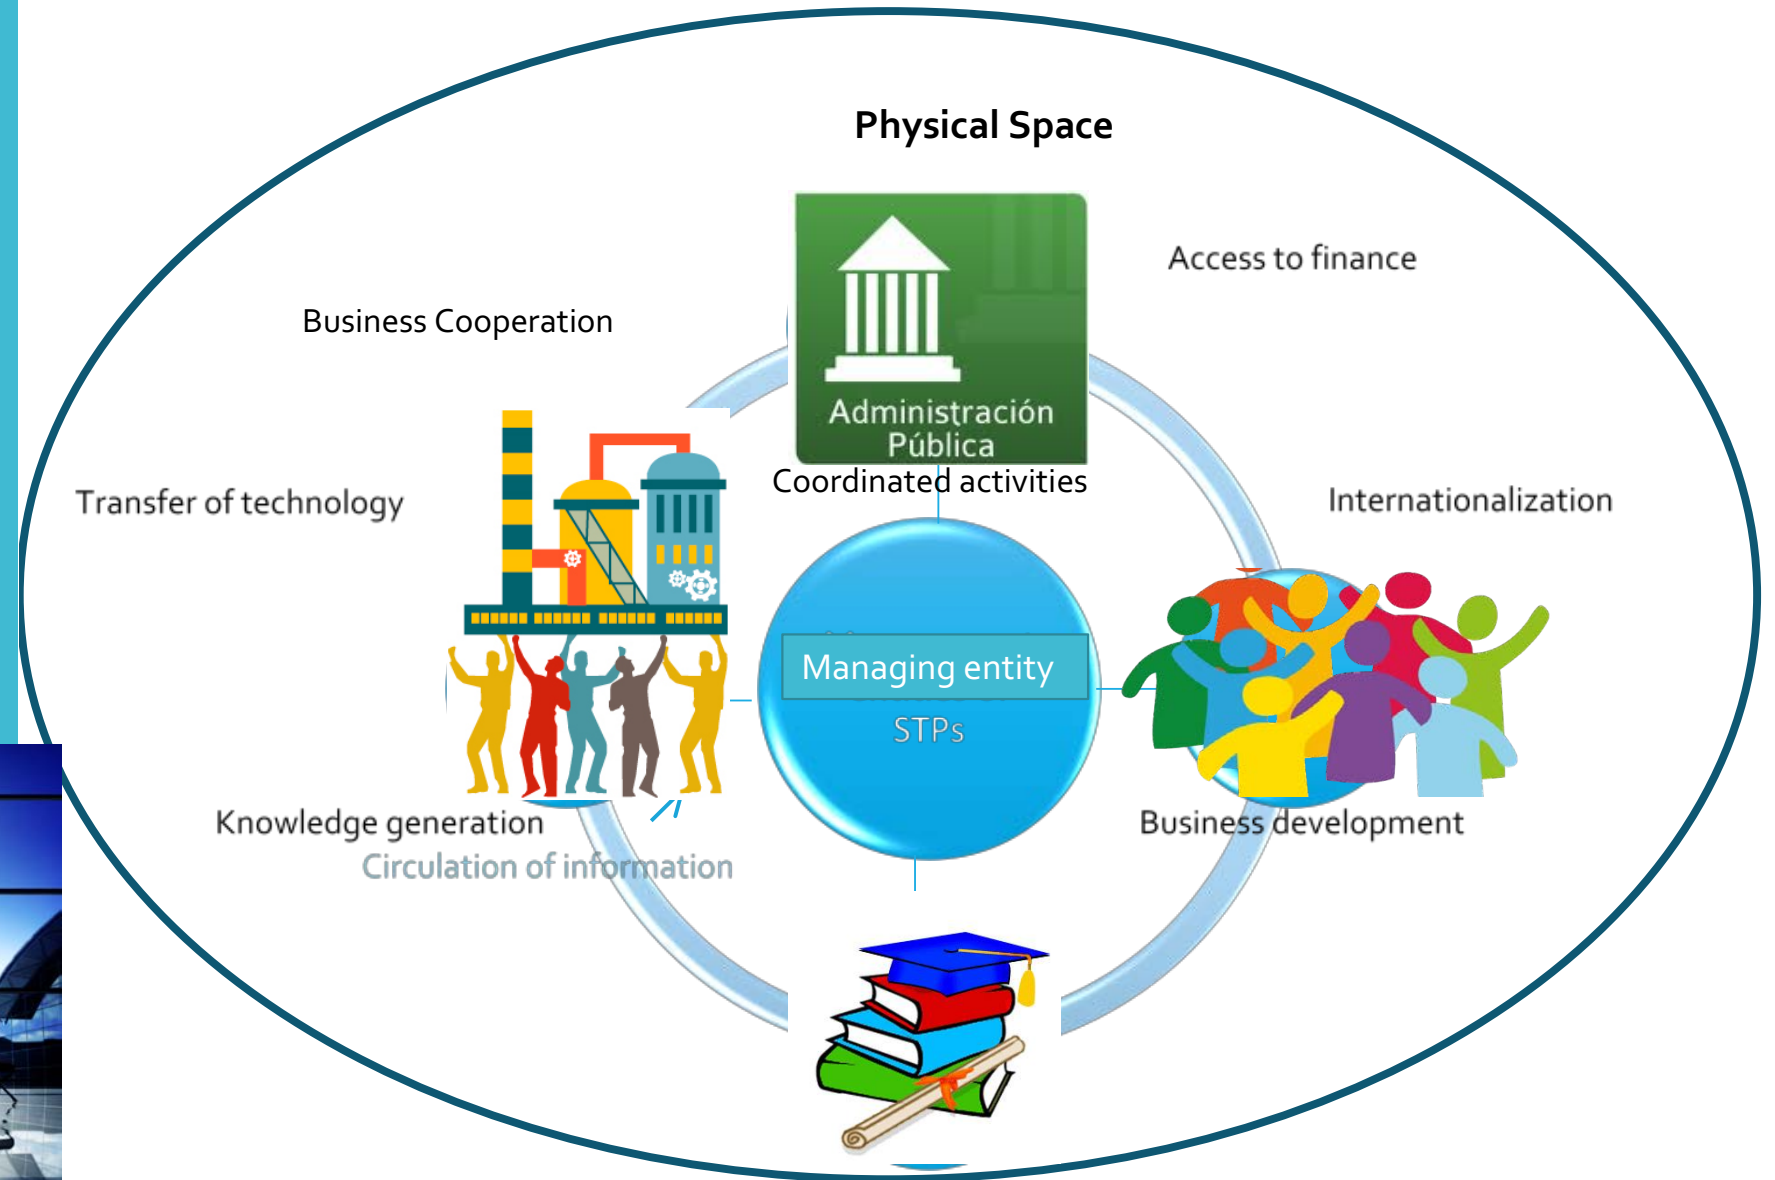 Physical Space
Access to finance
Business Cooperation
Administración
Pública
Coordinated activities
Transfer of technology
Internationalization
Managing entity
STPs
Knowledge generation
Business development
Circulation of information